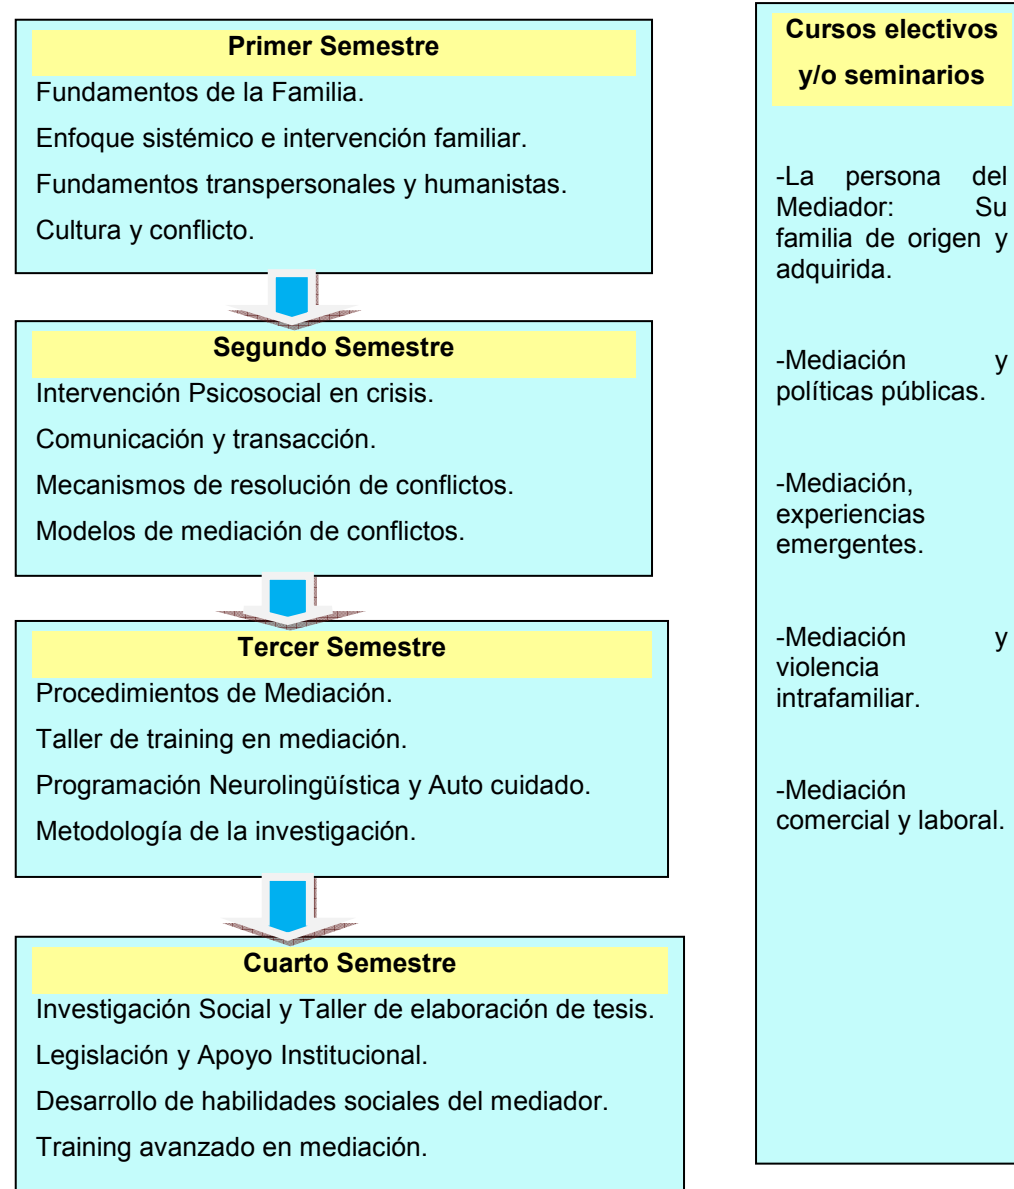 Primer Semestre
Fundamentos de la Familia.
Enfoque sistémico e intervención familiar.
Fundamentos transpersonales y humanistas.
Cultura y conflicto.
Segundo Semestre
Intervención Psicosocial en crisis.
Comunicación y transacción.
Mecanismos de resolución de conflictos.
Modelos de mediación de conflictos.
Tercer Semestre
Procedimientos de Mediación.
Taller de training en mediación.
Programación Neurolingüística y Auto cuidado.
Metodología de la investigación.
Cuarto Semestre
Investigación Social y Taller de elaboración de tesis.
Legislación y Apoyo Institucional.
Desarrollo de habilidades sociales del mediador.
Training avanzado en mediación.
Cursos electivos
y/o seminarios
-La persona del
Mediador: Su
familia de origen y
adquirida.
-Mediación y
políticas públicas.
-Mediación,
experiencias
emergentes.
-Mediación y
violencia
intrafamiliar.
-Mediación
comercial y laboral.